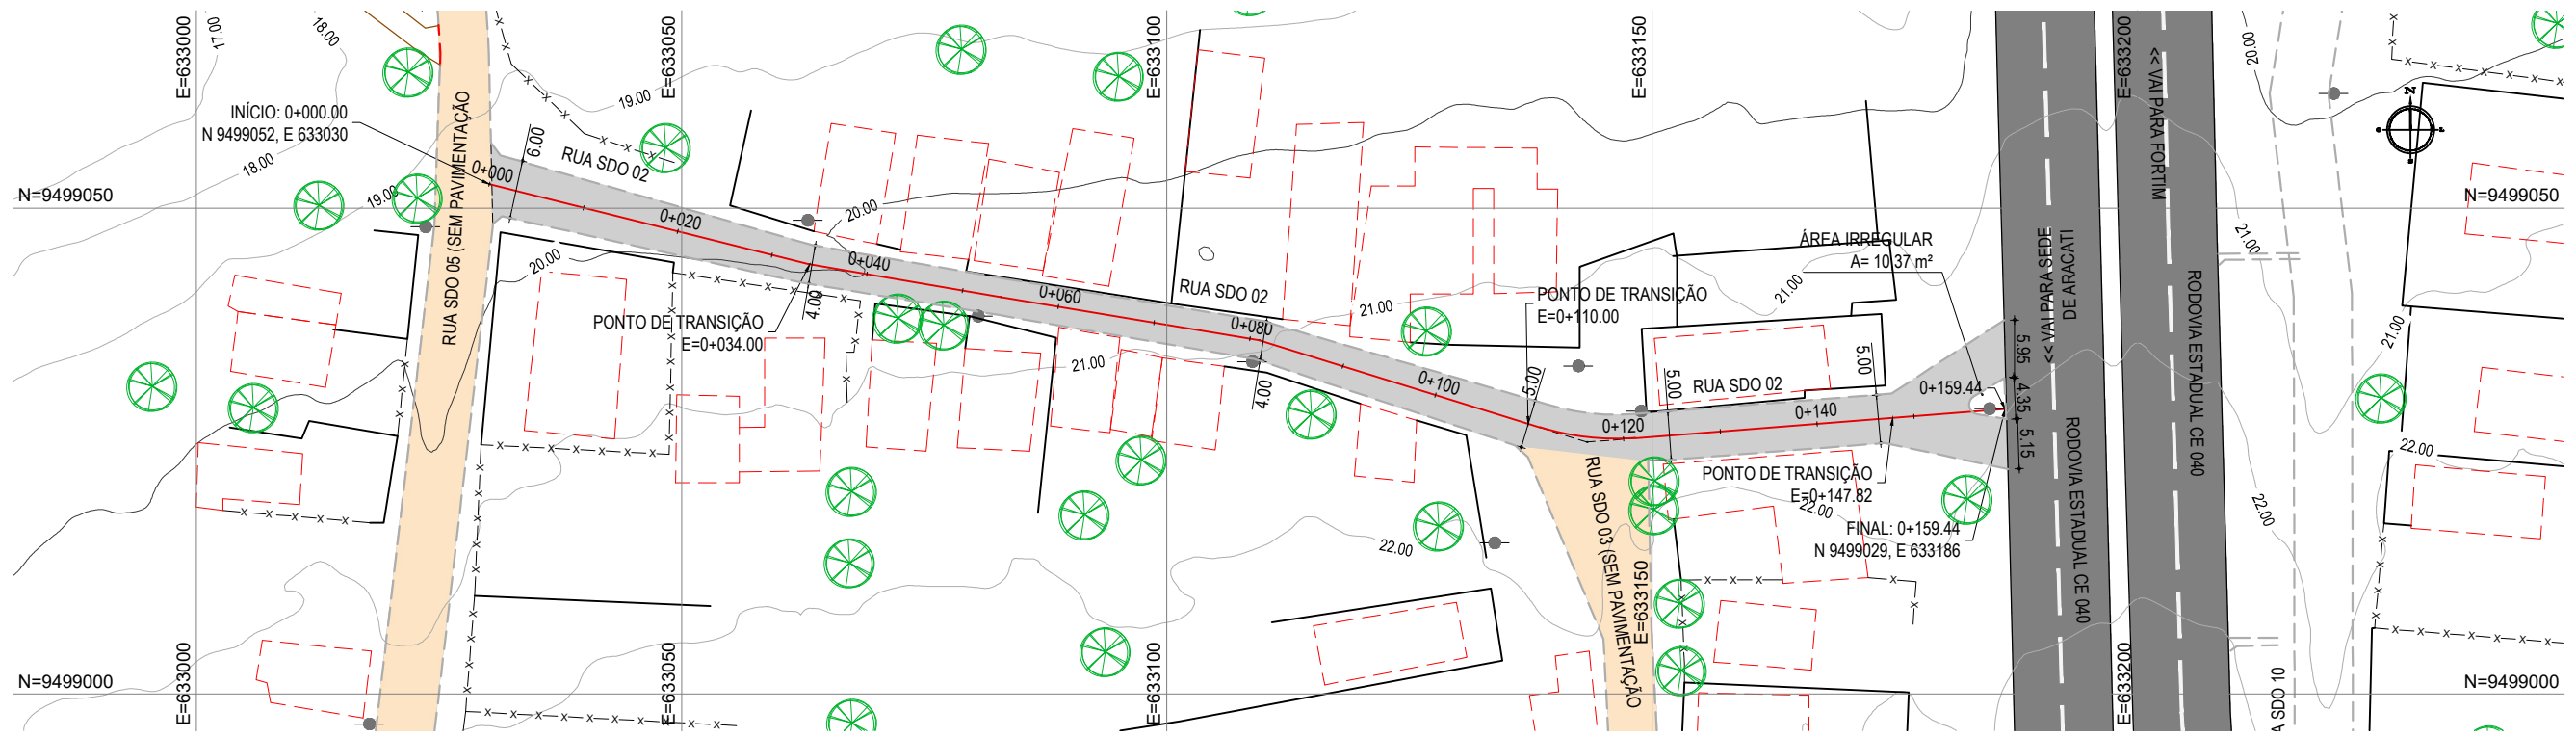 17.00
18.00
E=633000
E=633050
E=633100
E=633150
E=633200
<< VAI PARA FORTIM
20.00
INÍCIO: 0+000.00
N 9499052, E 633030
18.00
19.00
19.00
N=9499050
RUA SDO 05 (SEM PAVIMENTAÇÃO
0+000
6.00
RUA SDO 02
0+020
20.00
20.00
0+040
4.00
PONTO DE TRANSIÇÃO
E=0+034.00
0+060
RUA SDO 02
0+080
4.00
21.00
21.00
0+100
5.00
PONTO DE TRANSIÇÃO
E=0+110.00
0+120
5.00
RUA SDO 02
0+140
5.00
21.00
ÁREA IRREGULAR
A= 10.37 m²
0+159.44
5.95
4.35
5.15
<< VAI PARA SEDE
DE ARACATI
RODOVIA ESTADUAL CE 040
RODOVIA ESTADUAL CE 040
N
21.00
N=9499050
21.00
22.00
22.00
PONTO DE TRANSIÇÃO
E=0+147.82
22.00
FINAL: 0+159.44
N 9499029, E 633186
22.00
RUA SDO 03 (SEM PAVIMENTAÇÃO
N=9499000
E=633000
E=633050
E=633100
E=633150
E=633200
A SDO 10
N=9499000